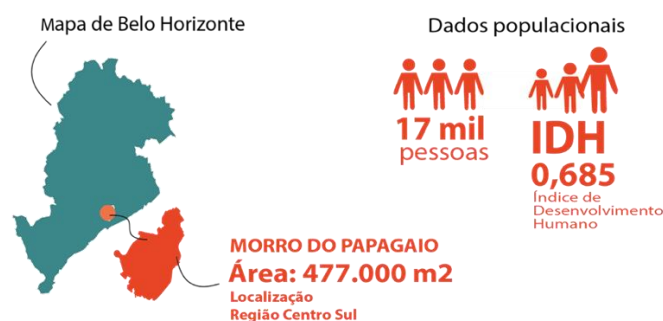 Mapa de Belo Horizonte
Dados populacionais
17 mil
pessoas
IDH
0,685
Índice de
Desenvolvimento
Humano
MORRO DO PAPAGAIO
Área: 477.000 m2
Localização
Região Centro Sul